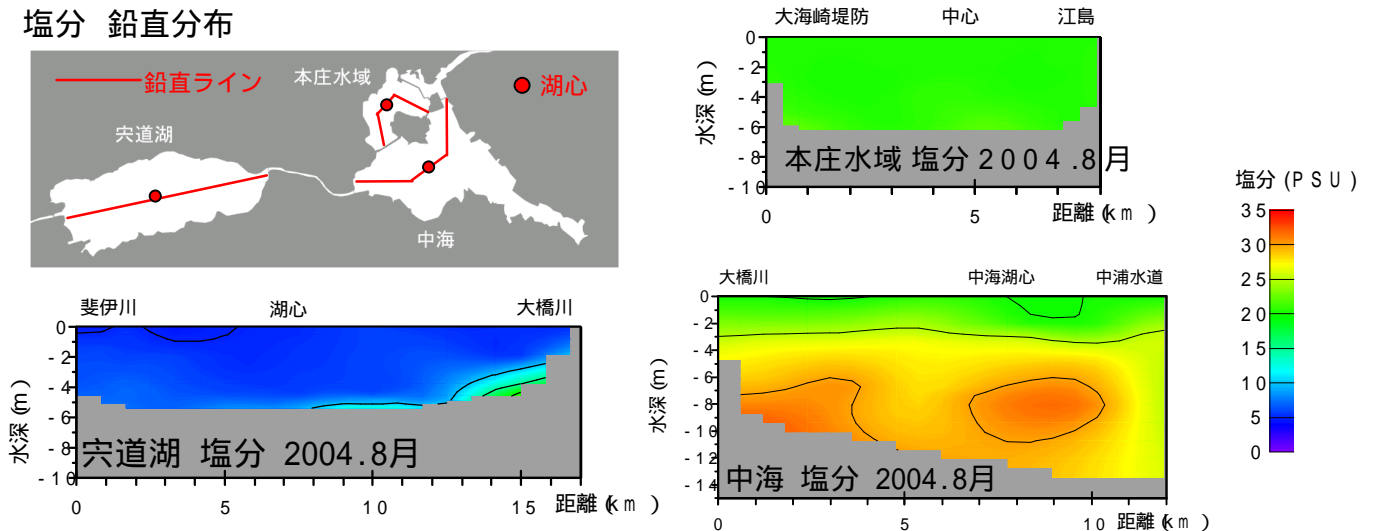 塩分 鉛直分布
鉛直ライン
本庄水域
湖心
宍道湖
中海
大海崎堤防 中心 江島
水深(m)
0
-2
-4
-6
-8
-10
本庄水域 塩分 2004.8月
0 5 距離(km)
塩分(PSU)
35
30
25
20
15
10
5
0
斐伊川 湖心 大橋川
水深(m)
0
-2
-4
-6
-8
-10
宍道湖 塩分 2004.8月
0 5 10 15 距離(km)
大橋川 中海湖心 中浦水道
水深(m)
0
-2
-4
-6
-8
-10
-12
-14
中海 塩分 2004.8月
0 5 10 距離(km)